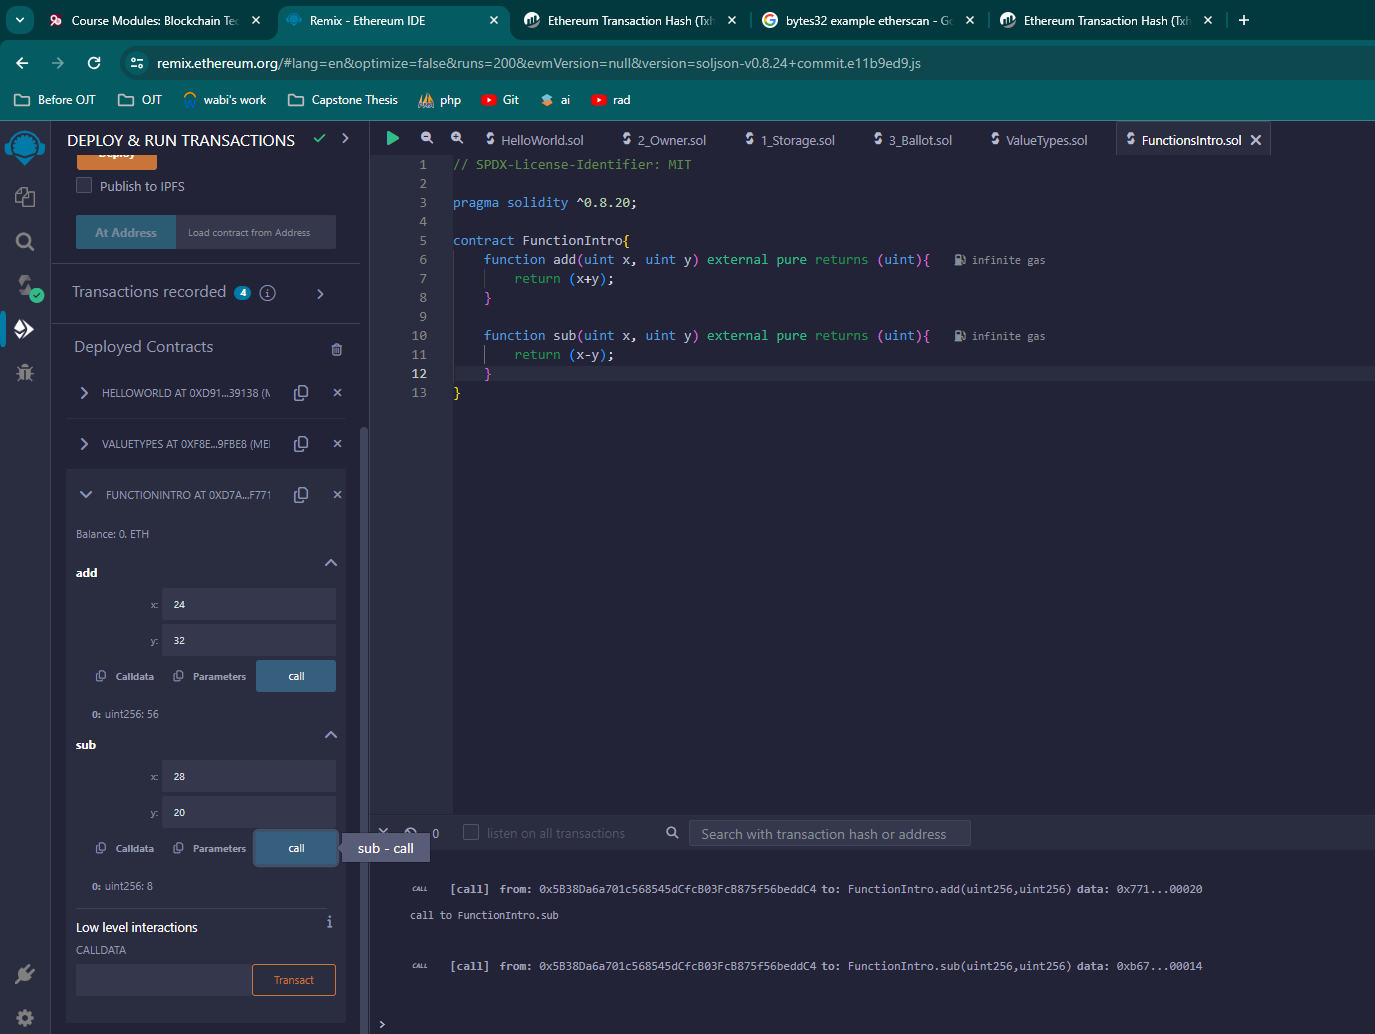 Course Modules: Blockchain Te
Remix - Ethereum IDE
Ethereum Transaction Hash (Txh
bytes32 example etherscan - Go
Ethereum Transaction Hash (Txh
remix.ethereum.org/#lang=en&optimize=false&runs=200&evmVersion=null&version=soljson-v0.8.24+commit.e11b9ed9.js
Before OJT
OJT
wabi's work
Capstone Thesis
php
Git
ai
rad
DEPLOY & RUN TRANSACTIONS
Deploy
Publish to IPFS
At Address
Load contract from Address
Transactions recorded 4
Deployed Contracts
HELLOWORLD AT 0XD91...39138 (M
VALUETYPES AT 0XF8E...9FBE8 (MEI
FUNCTIONINTRO AT 0XD7A...F771
Balance: 0. ETH
add
x: 24
y: 32
Calldata Parameters call
0: uint256: 56
sub
x: 28
y: 20
Calldata Parameters call
sub - call
0: uint256: 8
Low level interactions
CALLDATA
Transact
HelloWorld.sol
2_Owner.sol
1_Storage.sol
3_Ballot.sol
ValueTypes.sol
FunctionsIntro.sol
1 // SPDX-License-Identifier: MIT
2
3 pragma solidity ^0.8.20;
4
5 contract FunctionIntro{
6 function add(uint x, uint y) external pure returns (uint){ infinite gas
7 return (x+y);
8 }
9
10 function sub(uint x, uint y) external pure returns (uint){ infinite gas
11 return (x-y);
12 }
13 }
0
listen on all transactions
Search with transaction hash or address
CALL [call] from: 0x5B38Da6a701c568545dCfcB03FcB875f56beddC4 to: FunctionIntro.add(uint256,uint256) data: 0x771...00020
call to FunctionIntro.sub
CALL [call] from: 0x5B38Da6a701c568545dCfcB03FcB875f56beddC4 to: FunctionIntro.sub(uint256,uint256) data: 0xb67...00014
>